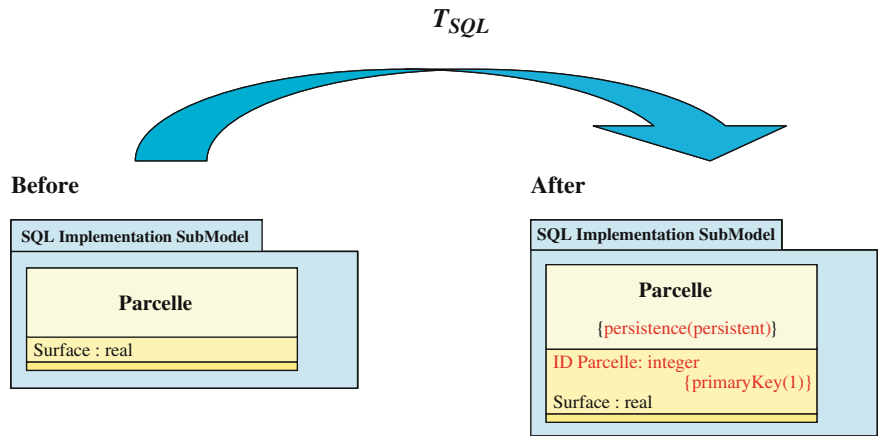 T_SQL
Before
SQL Implementation SubModel
Parcelle
Surface : real
After
SQL Implementation SubModel
Parcelle
{persistence(persistent)}
ID Parcelle: integer
{primaryKey(1)}
Surface : real